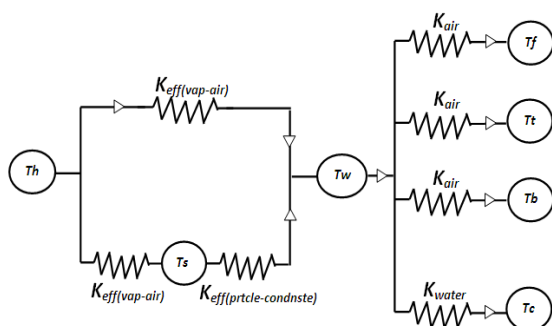 Kair
Tf
Keff(vap-air)
Kair
Tt
Th
Tw
Kair
Tb
Ts
Keff(vap-air)
Keff(prtcle-condnste)
Kwater
Tc